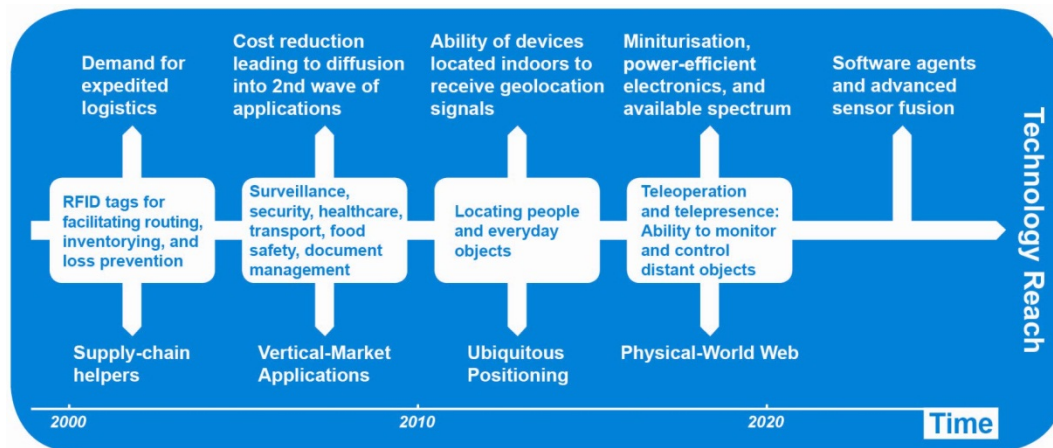 Demand for
expedited
logistics
Cost reduction
leading to diffusion
into 2nd wave of
applications
Ability of devices
located indoors to
receive geolocation
signals
Miniturisation,
power-efficient
electronics, and
available spectrum
Software agents
and advanced
sensor fusion
RFID tags for
facilitating routing,
inventorying, and
loss prevention
Surveillance,
security, healthcare,
transport, food
safety, document
management
Locating people
and everyday
objects
Teleoperation
and telepresence:
Ability to monitor
and control
distant objects
Supply-chain
helpers
Vertical-Market
Applications
Ubiquitous
Positioning
Physical-World Web
Technology Reach
2000
2010
2020
Time